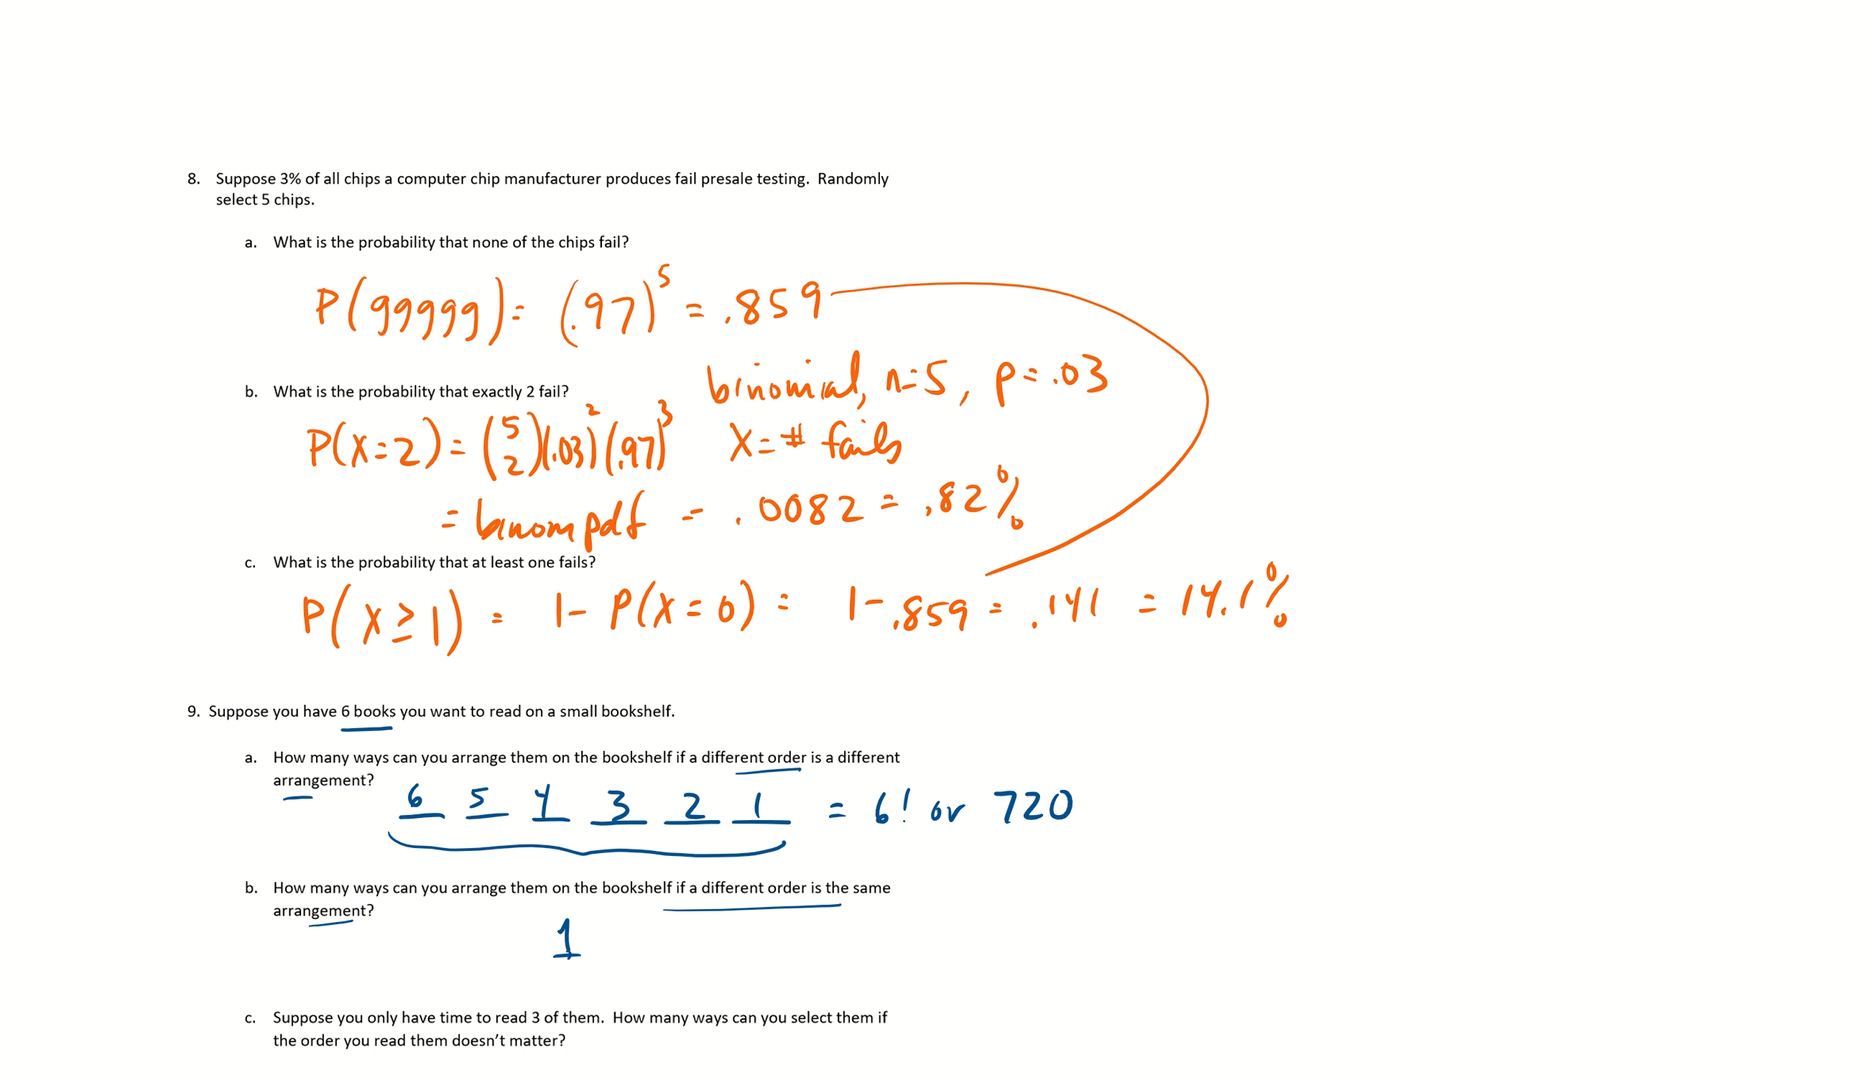 8. Suppose 3% of all chips a computer chip manufacturer produces fail presale testing. Randomly
select 5 chips.
a. What is the probability that none of the chips fail?
P(ggggg) = (.97)^5 = .859
binomial, n=5, p=.03
b. What is the probability that exactly 2 fail?
P(X=2) = (5 2)(.03)^2(.97)^3
X=# fails
= binompdf = .0082 = .82%
c. What is the probability that at least one fails?
P(X≥1) = 1-P(X=0) = 1-.859 = .141 = 14.1%
9. Suppose you have 6 books you want to read on a small bookshelf.
a. How many ways can you arrange them on the bookshelf if a different order is a different
arrangement?
6 5 4 3 2 1 = 6! or 720
b. How many ways can you arrange them on the bookshelf if a different order is the same
arrangement?
1
c. Suppose you only have time to read 3 of them. How many ways can you select them if
the order you read them doesn't matter?